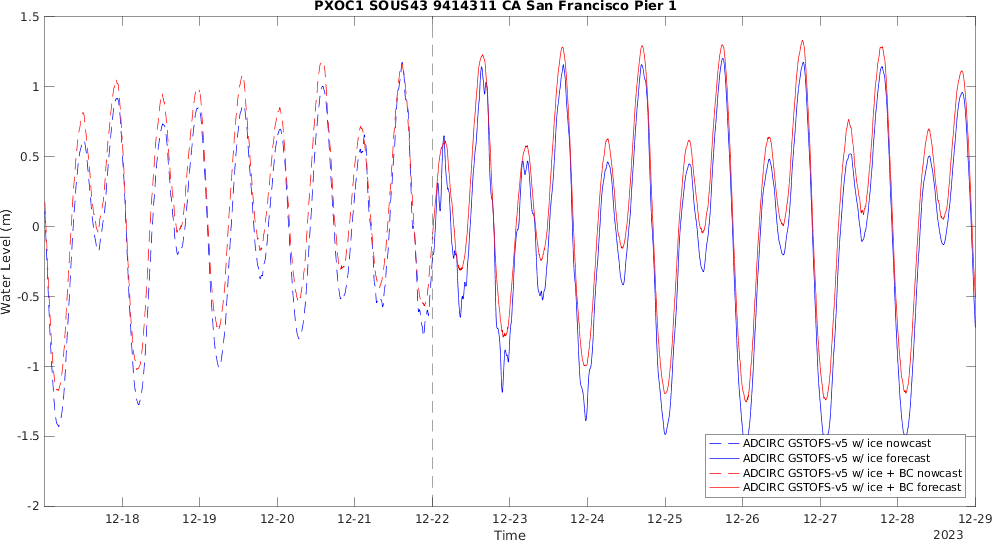 PXOC1 SOUS43 9414311 CA San Francisco Pier 1
1.5
1
0.5
0
-0.5
-1
-1.5
-2
Water Level (m)
ADCIRC GSTOFS-v5 w/ ice nowcast
ADCIRC GSTOFS-v5 w/ ice forecast
ADCIRC GSTOFS-v5 w/ ice + BC nowcast
ADCIRC GSTOFS-v5 w/ ice + BC forecast
12-18 12-19 12-20 12-21 12-22 12-23 12-24 12-25 12-26 12-27 12-28 12-29
Time
2023